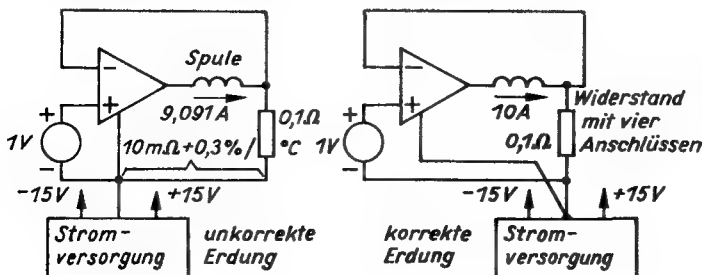 Spule
−
+
9,091A
+
1V
−
0,1Ω
10mΩ+0,3%/°C
−15V
+15V
Strom-
versorgung
unkorrekte
Erdung
−
+
10A
+
1V
−
0,1Ω
Widerstand
mit vier
Anschlüssen
−15V
+15V
korrekte
Erdung
Strom-
versorgung